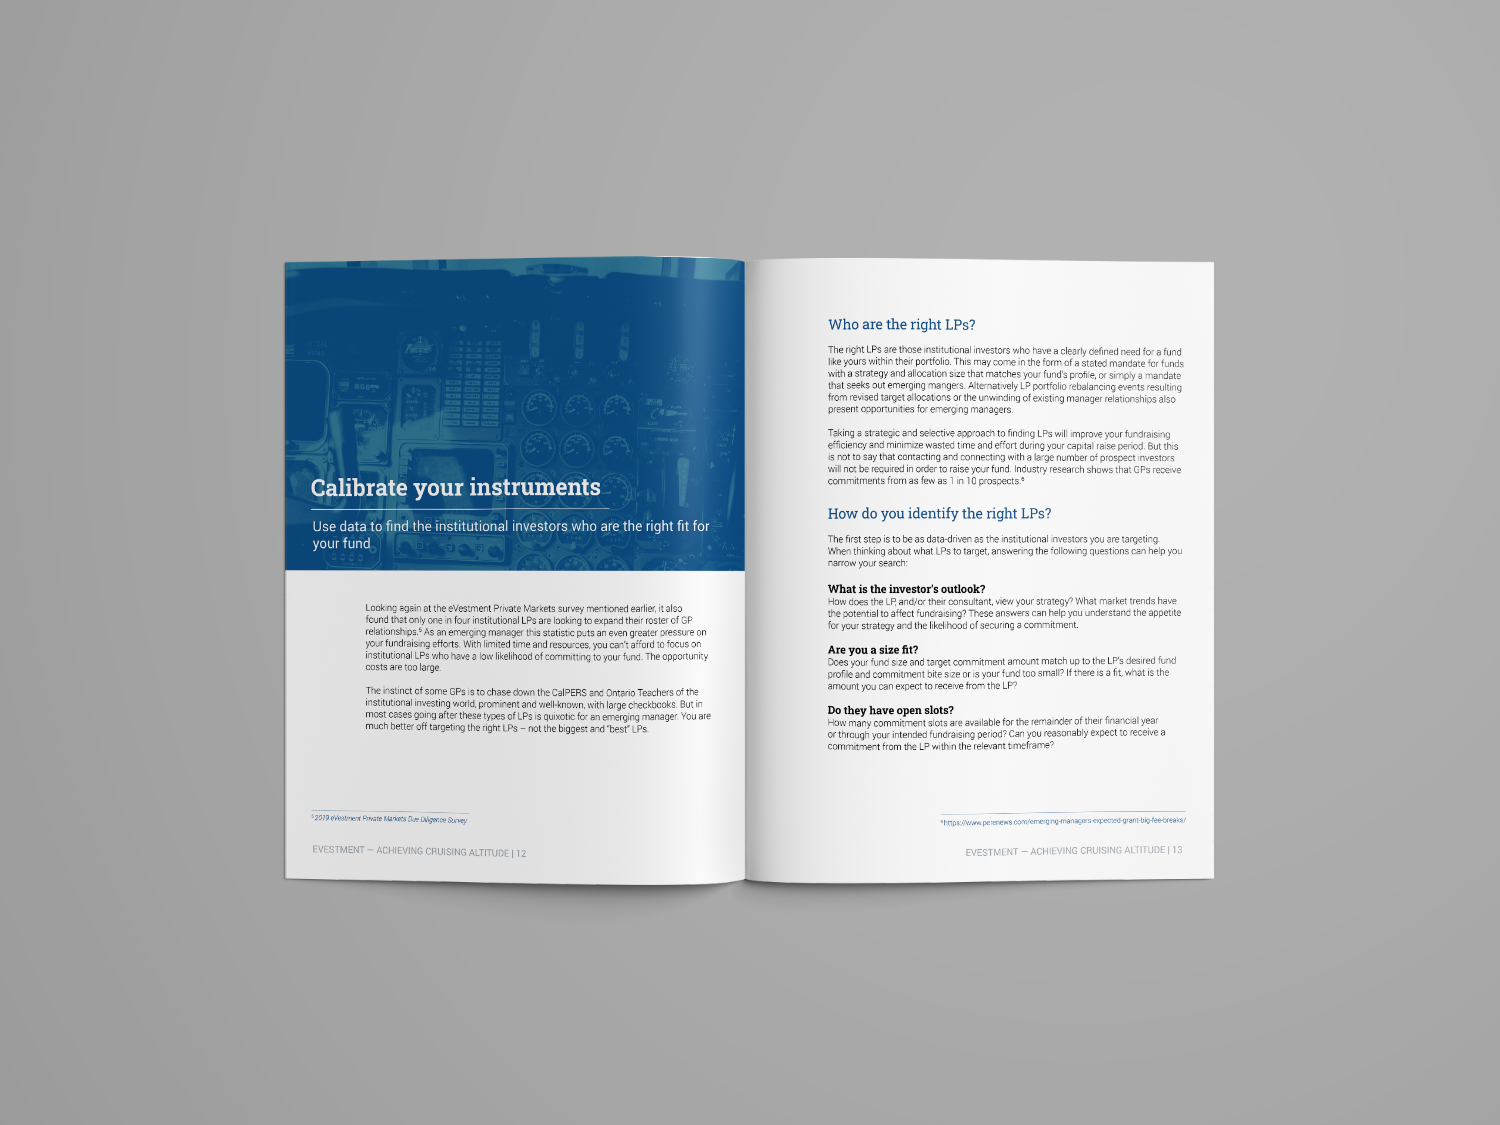 Calibrate your instruments
Use data to find the institutional investors who are the right fit for
your fund
Looking again at the eVestment Private Markets survey mentioned earlier, it also
found that only one in four institutional LPs are looking to expand their roster of GP
relationships.⁵ As an emerging manager this statistic puts an even greater pressure on
your fundraising efforts. With limited time and resources, you can't afford to focus on
institutional LPs who have a low likelihood of committing to your fund. The opportunity
costs are too large.
The instinct of some GPs is to chase down the CalPERS and Ontario Teachers of the
institutional investing world, prominent and well-known, with large checkbooks. But in
most cases going after these types of LPs is quixotic for an emerging manager. You are
much better off targeting the right LPs – not the biggest and "best" LPs.
⁵ 2019 eVestment Private Markets Due Diligence Survey
EVESTMENT — ACHIEVING CRUISING ALTITUDE | 12
Who are the right LPs?
The right LPs are those institutional investors who have a clearly defined need for a fund
like yours within their portfolio. This may come in the form of a stated mandate for funds
with a strategy and allocation size that matches your fund's profile, or simply a mandate
that seeks out emerging mangers. Alternatively LP portfolio rebalancing events resulting
from revised target allocations or the unwinding of existing manager relationships also
present opportunities for emerging managers.
Taking a strategic and selective approach to finding LPs will improve your fundraising
efficiency and minimize wasted time and effort during your capital raise period. But this
is not to say that contacting and connecting with a large number of prospect investors
will not be required in order to raise your fund. Industry research shows that GPs receive
commitments from as few as 1 in 10 prospects.⁶
How do you identify the right LPs?
The first step is to be as data-driven as the institutional investors you are targeting.
When thinking about what LPs to target, answering the following questions can help you
narrow your search:
What is the investor's outlook?
How does the LP, and/or their consultant, view your strategy? What market trends have
the potential to affect fundraising? These answers can help you understand the appetite
for your strategy and the likelihood of securing a commitment.
Are you a size fit?
Does your fund size and target commitment amount match up to the LP's desired fund
profile and commitment bite size or is your fund too small? If there is a fit, what is the
amount you can expect to receive from the LP?
Do they have open slots?
How many commitment slots are available for the remainder of their financial year
or through your intended fundraising period? Can you reasonably expect to receive a
commitment from the LP within the relevant timeframe?
⁶ https://www.perenews.com/emerging-managers-expected-grant-big-fee-breaks/
EVESTMENT — ACHIEVING CRUISING ALTITUDE | 13